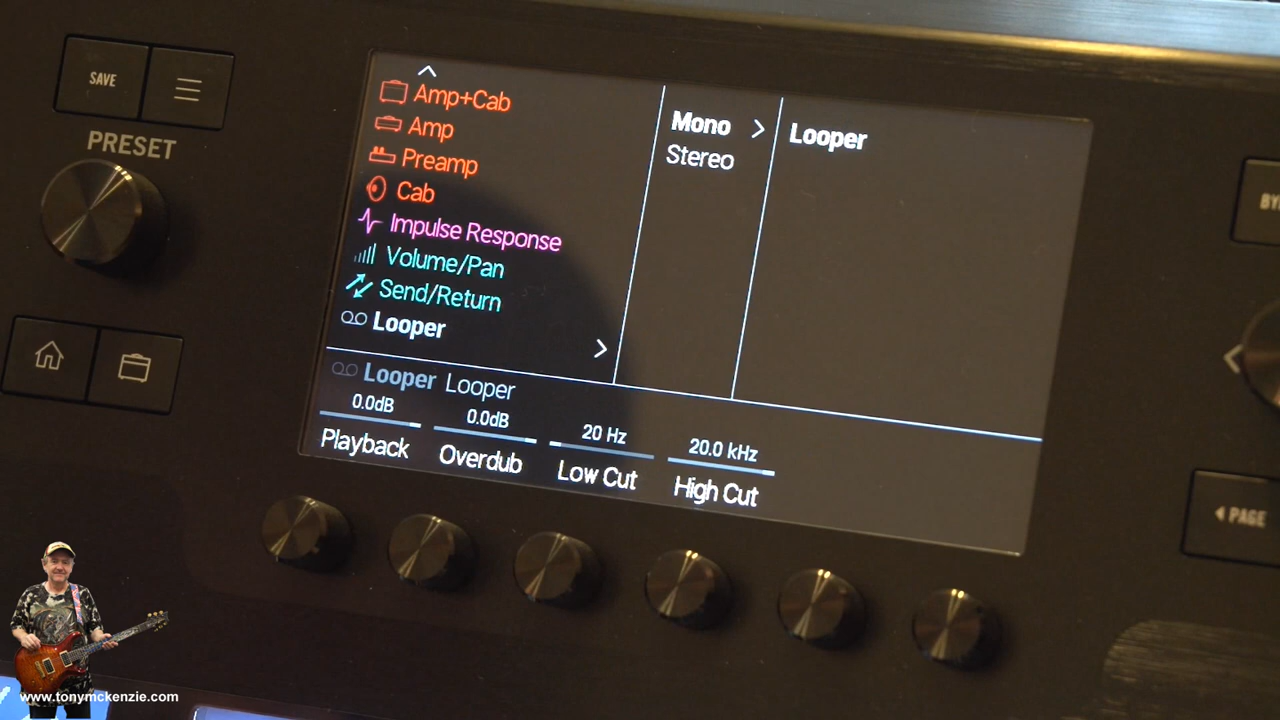 SAVE
PRESET
Amp+Cab
Amp
Preamp
Cab
Impulse Response
Volume/Pan
Send/Return
Looper
Mono
Stereo
Looper
Looper Looper
0.0dB 0.0dB 20 Hz 20.0 kHz
Playback Overdub Low Cut High Cut
PAGE
www.tonymckenzie.com